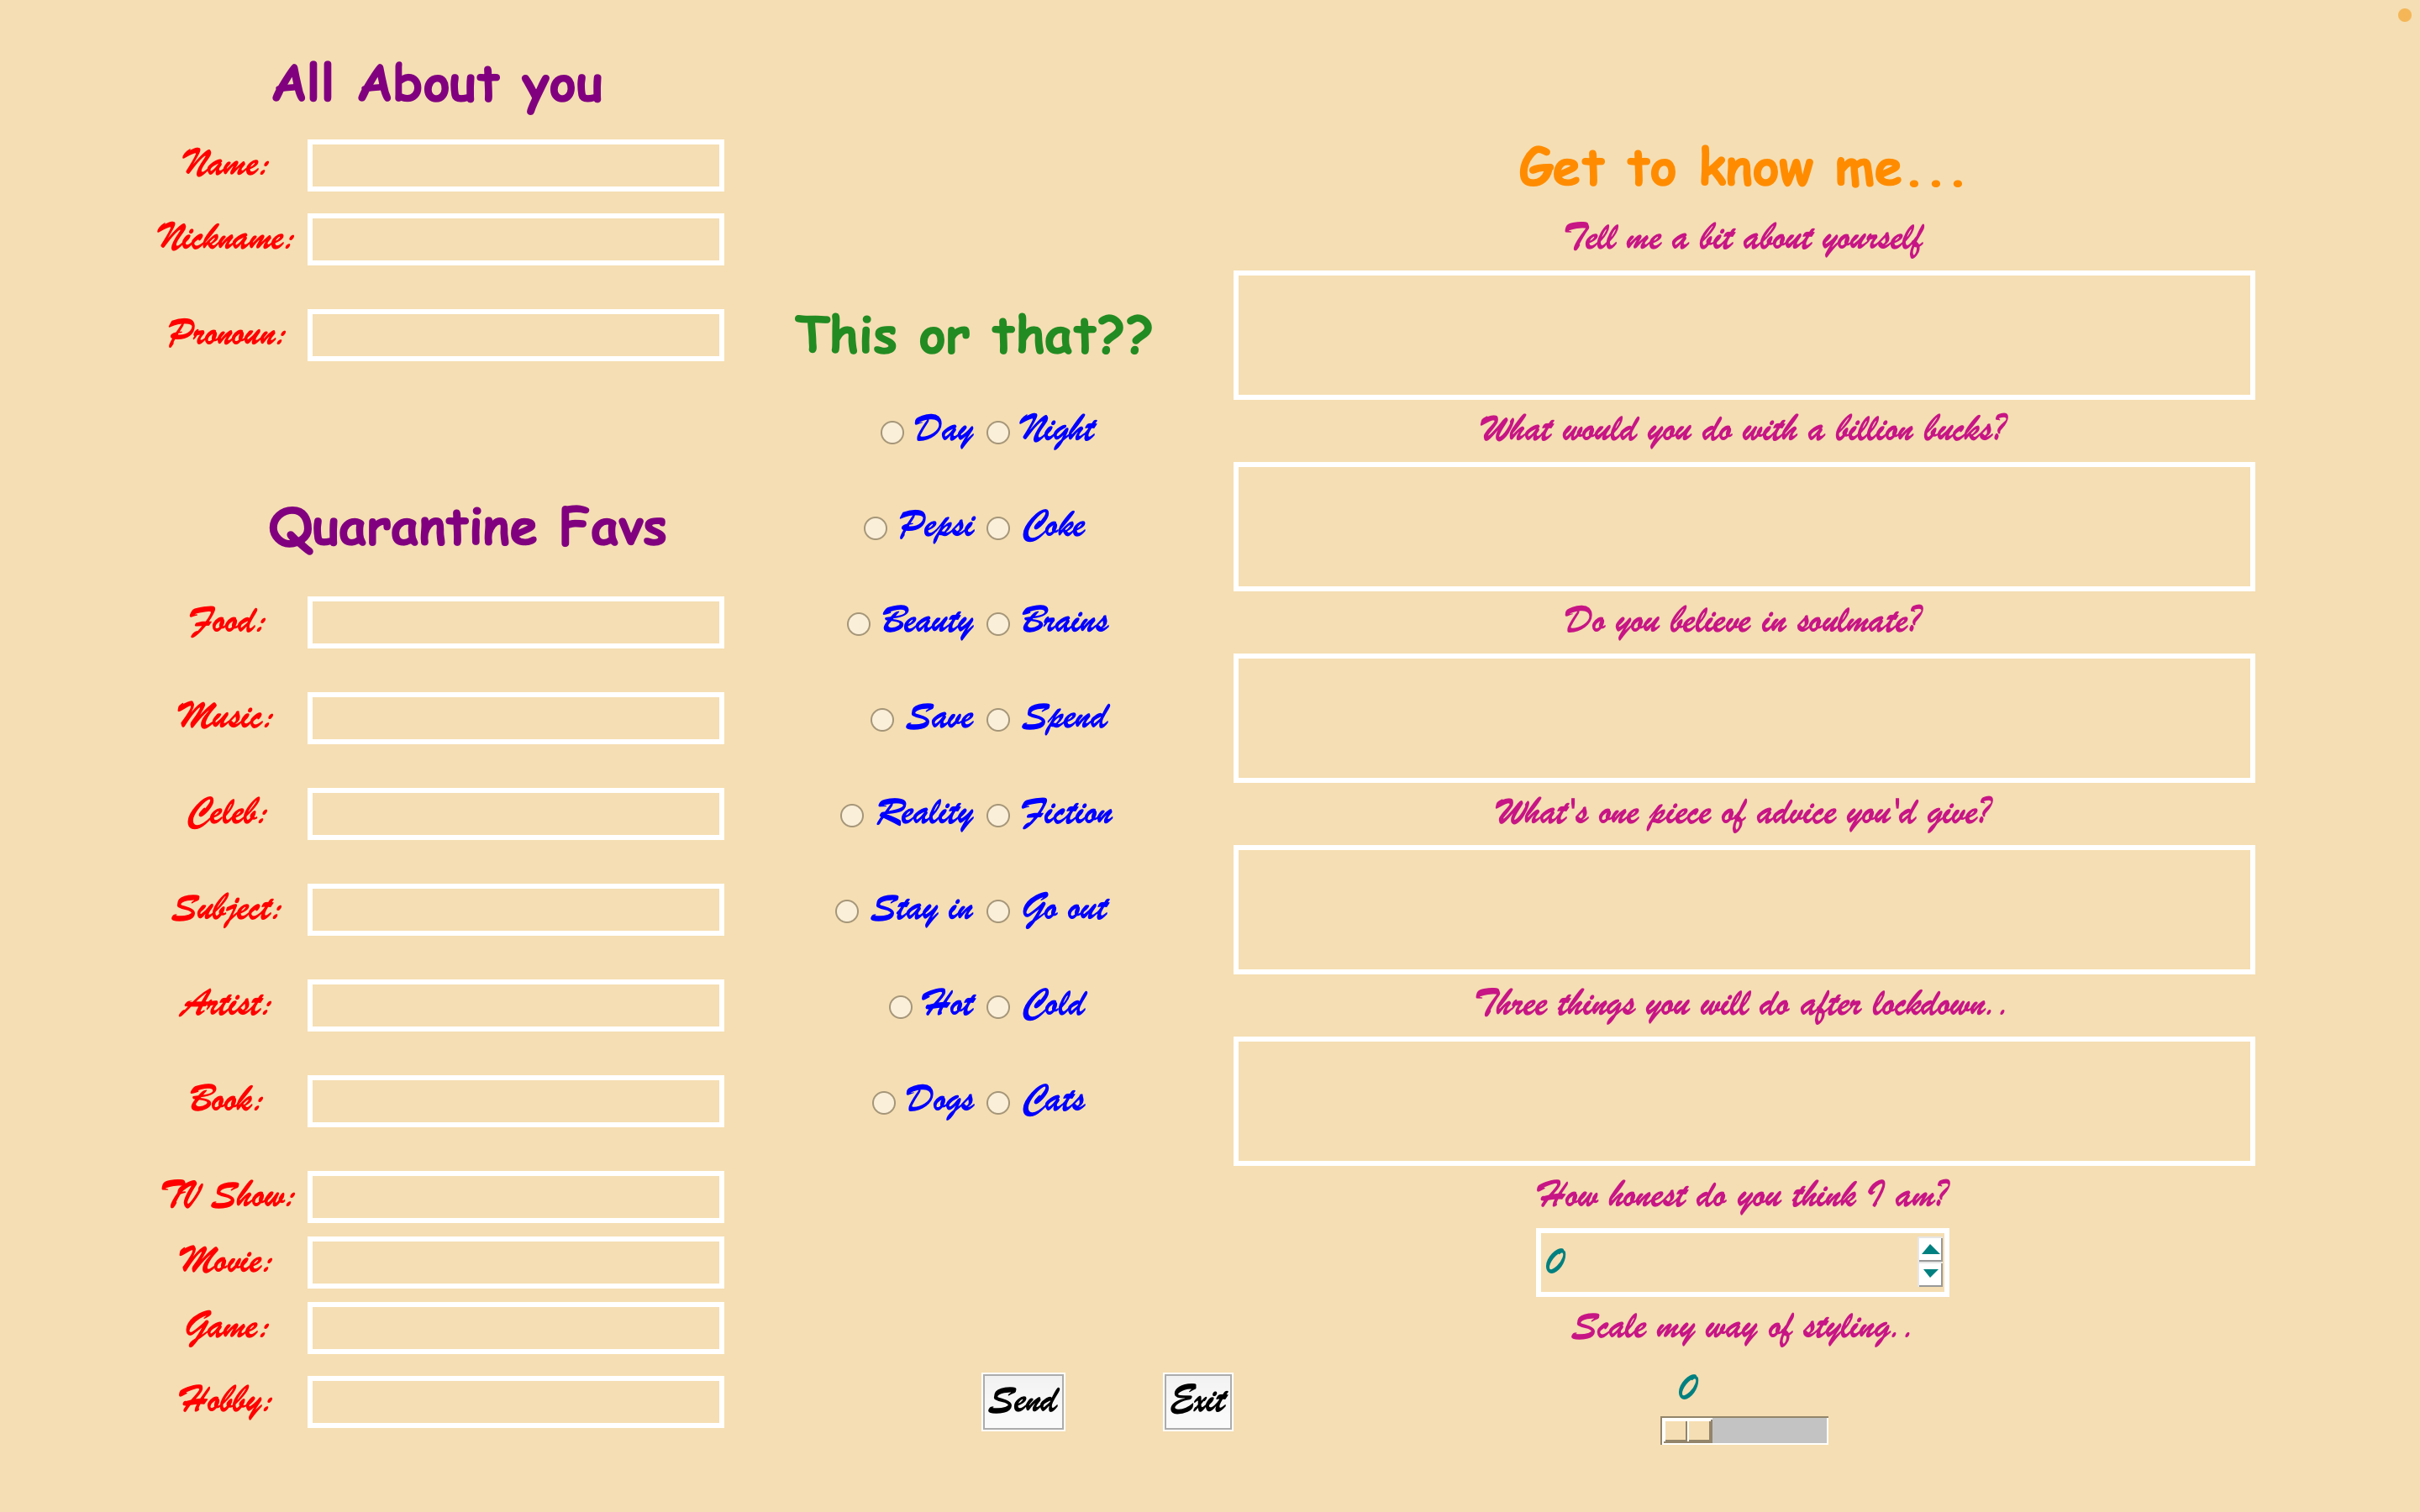 All About you
Name:
Nickname:
Pronoun:
Quarantine Favs
Food:
Music:
Celeb:
Subject:
Artist:
Book:
TV Show:
Movie:
Game:
Hobby:
This or that??
Day Night
Pepsi Coke
Beauty Brains
Save Spend
Reality Fiction
Stay in Go out
Hot Cold
Dogs Cats
Send Exit
Get to know me...
Tell me a bit about yourself
What would you do with a billion bucks?
Do you believe in soulmate?
What's one piece of advice you'd give?
Three things you will do after lockdown..
How honest do you think I am?
0
Scale my way of styling..
0